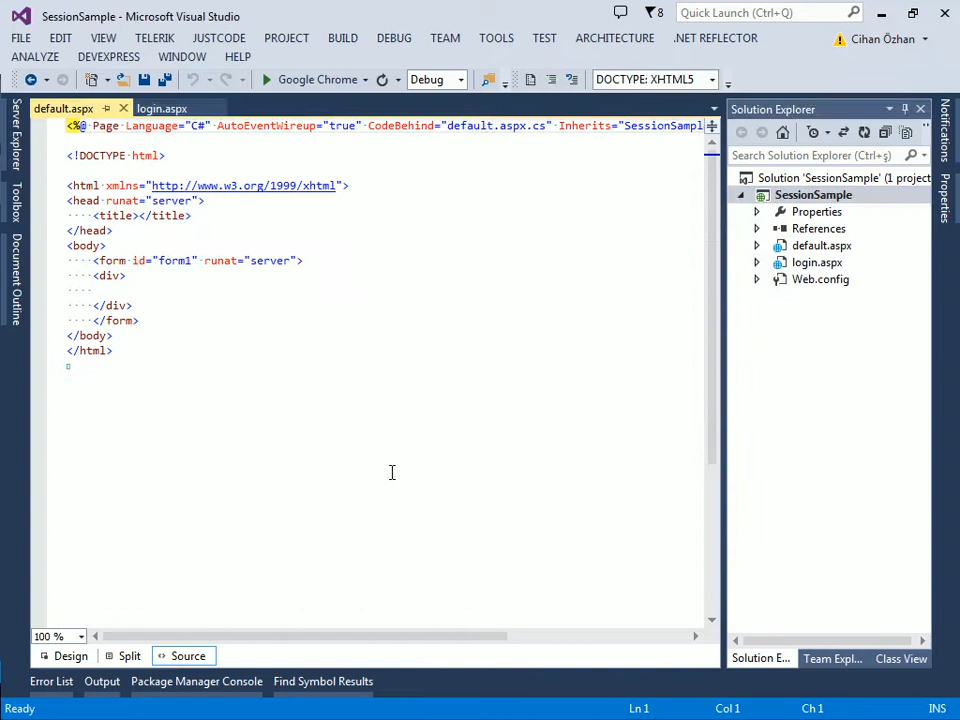 SessionSample - Microsoft Visual Studio
8
Quick Launch (Ctrl+Q)
FILE EDIT VIEW TELERIK JUSTCODE PROJECT BUILD DEBUG TEAM TOOLS TEST ARCHITECTURE .NET REFLECTOR
Cihan Özhan
ANALYZE DEVEXPRESS WINDOW HELP
Google Chrome
Debug
DOCTYPE: XHTML5
Server Explorer
Toolbox
Document Outline
default.aspx
login.aspx
<%@ Page Language="C#" AutoEventWireup="true" CodeBehind="default.aspx.cs" Inherits="SessionSampl
<!DOCTYPE html>
<html xmlns="http://www.w3.org/1999/xhtml">
<head runat="server">
<title></title>
</head>
<body>
<form id="form1" runat="server">
<div>
</div>
</form>
</body>
</html>
100 %
Design Split Source
Solution Explorer
Search Solution Explorer (Ctrl+ş)
Solution 'SessionSample' (1 project
SessionSample
Properties
References
default.aspx
login.aspx
Web.config
Solution E... Team Expl... Class View
Notifications
Properties
Error List Output Package Manager Console Find Symbol Results
Ready Ln 1 Col 1 Ch 1 INS